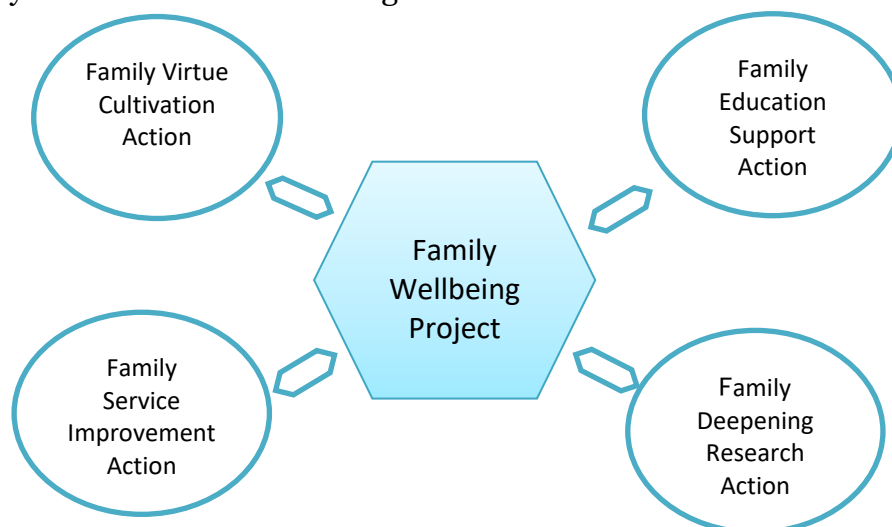 Family Virtue
Cultivation
Action
Family
Education
Support
Action
Family
Wellbeing
Project
Family
Service
Improvement
Action
Family
Deepening
Research
Action